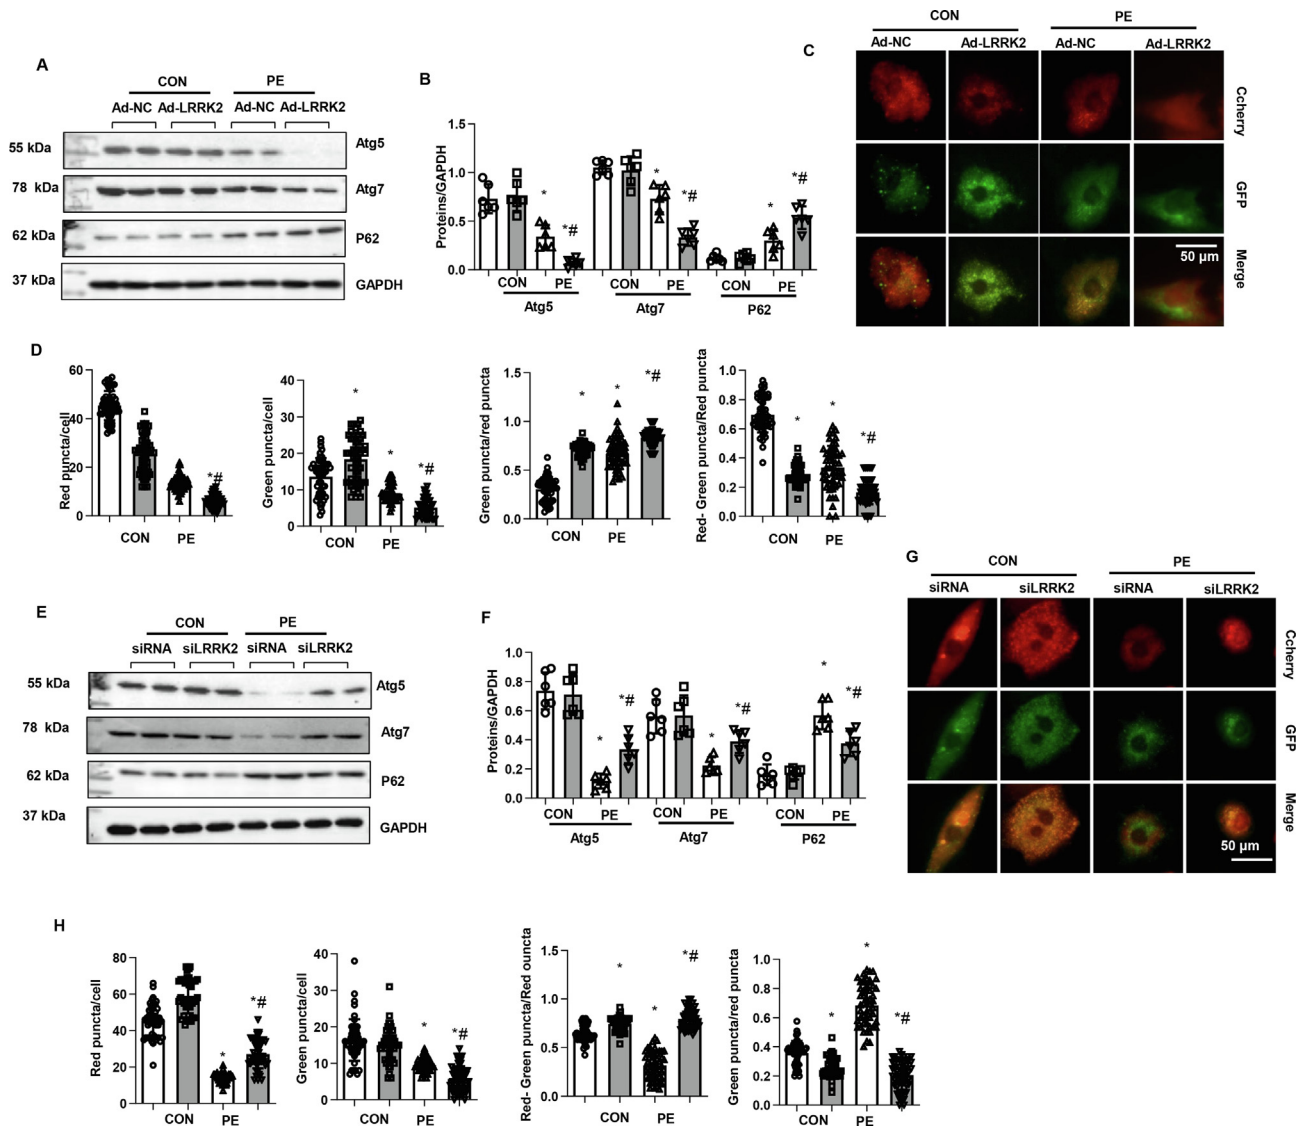 A
CON
PE
Ad-NC Ad-LRRK2 Ad-NC Ad-LRRK2
55 kDa
Atg5
78 kDa
Atg7
62 kDa
P62
37 kDa
GAPDH
B
Proteins/GAPDH
1.5
1.0
0.5
0.0
CON PE CON PE CON PE
Atg5 Atg7 P62
* *# * *# * *#
C
CON PE
Ad-NC Ad-LRRK2 Ad-NC Ad-LRRK2
Ccherry
GFP
Merge
50 µm
D
Red puncta/cell
60
40
20
0
*#
CON PE
Green puncta/cell
40
30
20
10
0
* * *#
CON PE
Green puncta/red puncta
1.5
1.0
0.5
0.0
* * *#
CON PE
Red- Green puncta/Red puncta
1.0
0.8
0.6
0.4
0.2
0.0
* * *#
CON PE
E
CON PE
siRNA siLRRK2 siRNA siLRRK2
55 kDa
Atg5
78 kDa
Atg7
62 kDa
P62
37 kDa
GAPDH
F
Proteins/GAPDH
1.0
0.8
0.6
0.4
0.2
0.0
* *# * *# * *#
CON PE CON PE CON PE
Atg5 Atg7 P62
G
CON PE
siRNA siLRRK2 siRNA siLRRK2
Ccherry
GFP
Merge
50 µm
H
Red puncta/cell
80
60
40
20
0
* *#
CON PE
Green puncta/cell
40
30
20
10
0
* *#
CON PE
Red- Green puncta/Red ouncta
1.5
1.0
0.5
0.0
* * *#
CON PE
Green puncta/red puncta
1.0
0.8
0.6
0.4
0.2
0.0
* * *#
CON PE